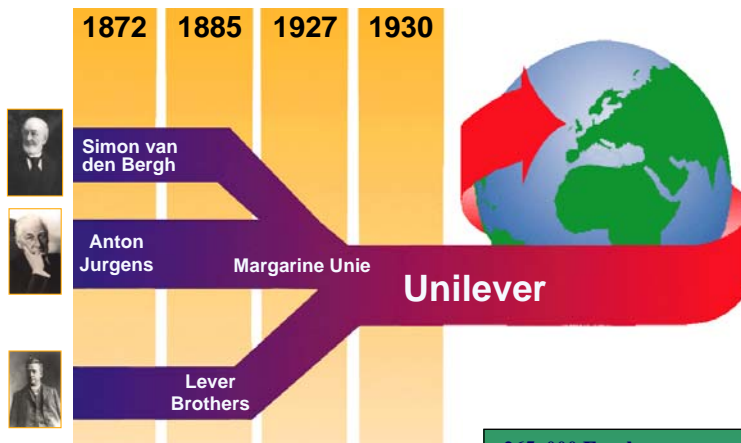 1872 1885 1927 1930
Simon van
den Bergh
Anton
Jurgens
Margarine Unie
Unilever
Lever
Brothers